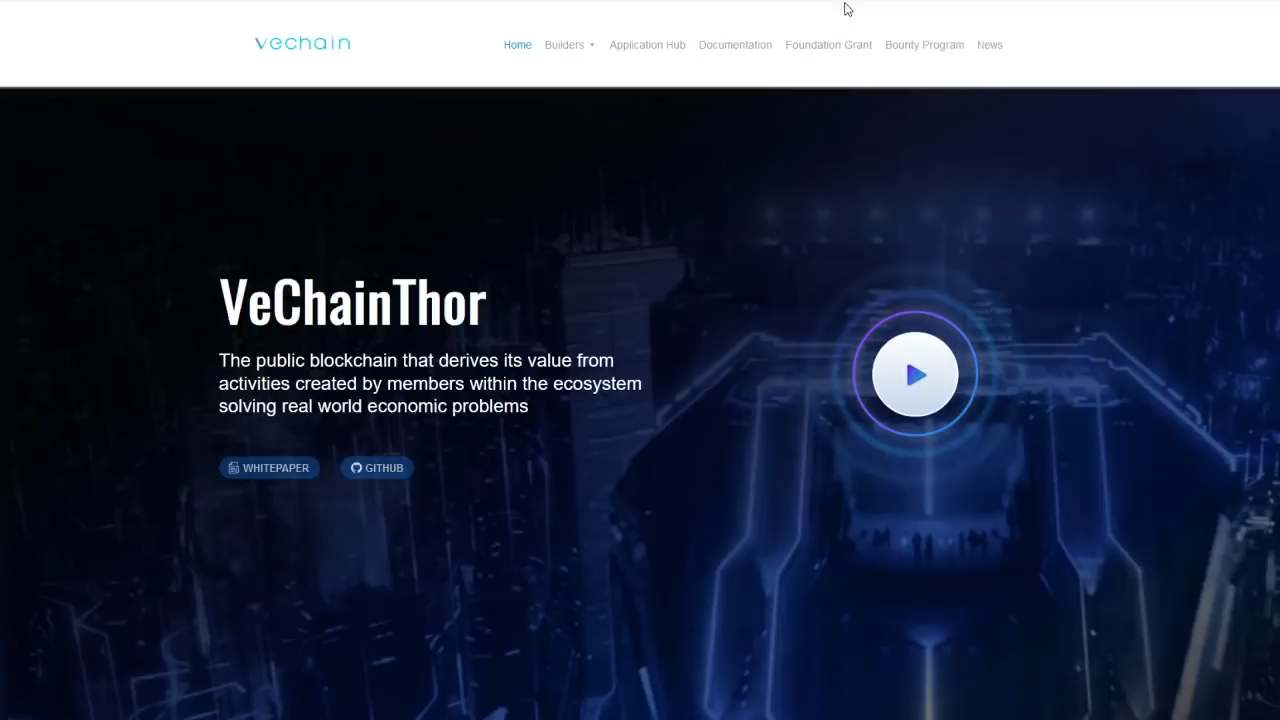 vechain
Home Builders Application Hub Documentation Foundation Grant Bounty Program News
VeChainThor
The public blockchain that derives its value from
activities created by members within the ecosystem
solving real world economic problems
WHITEPAPER GITHUB